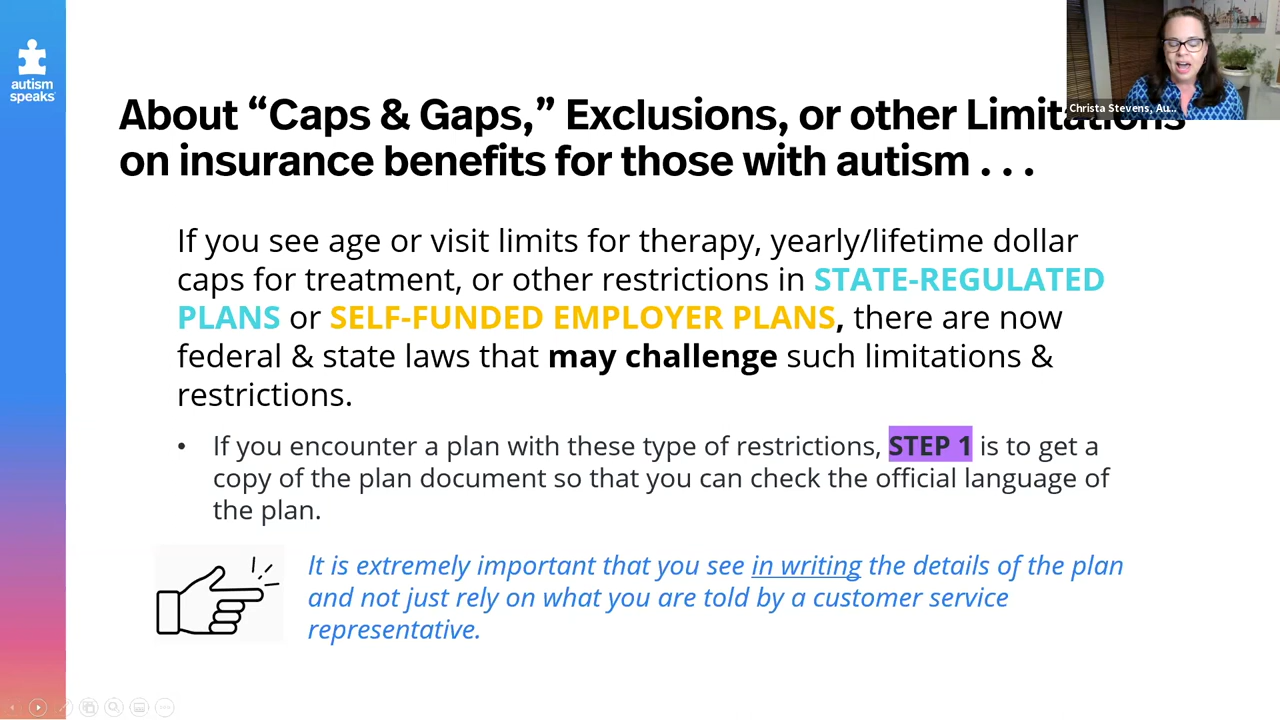 autism
speaks
Christa Stevens, Au...
About “Caps & Gaps,” Exclusions, or other Limitations
on insurance benefits for those with autism . . .
If you see age or visit limits for therapy, yearly/lifetime dollar
caps for treatment, or other restrictions in STATE-REGULATED
PLANS or SELF-FUNDED EMPLOYER PLANS, there are now
federal & state laws that may challenge such limitations &
restrictions.
• If you encounter a plan with these type of restrictions, STEP 1 is to get a
copy of the plan document so that you can check the official language of
the plan.
It is extremely important that you see in writing the details of the plan
and not just rely on what you are told by a customer service
representative.